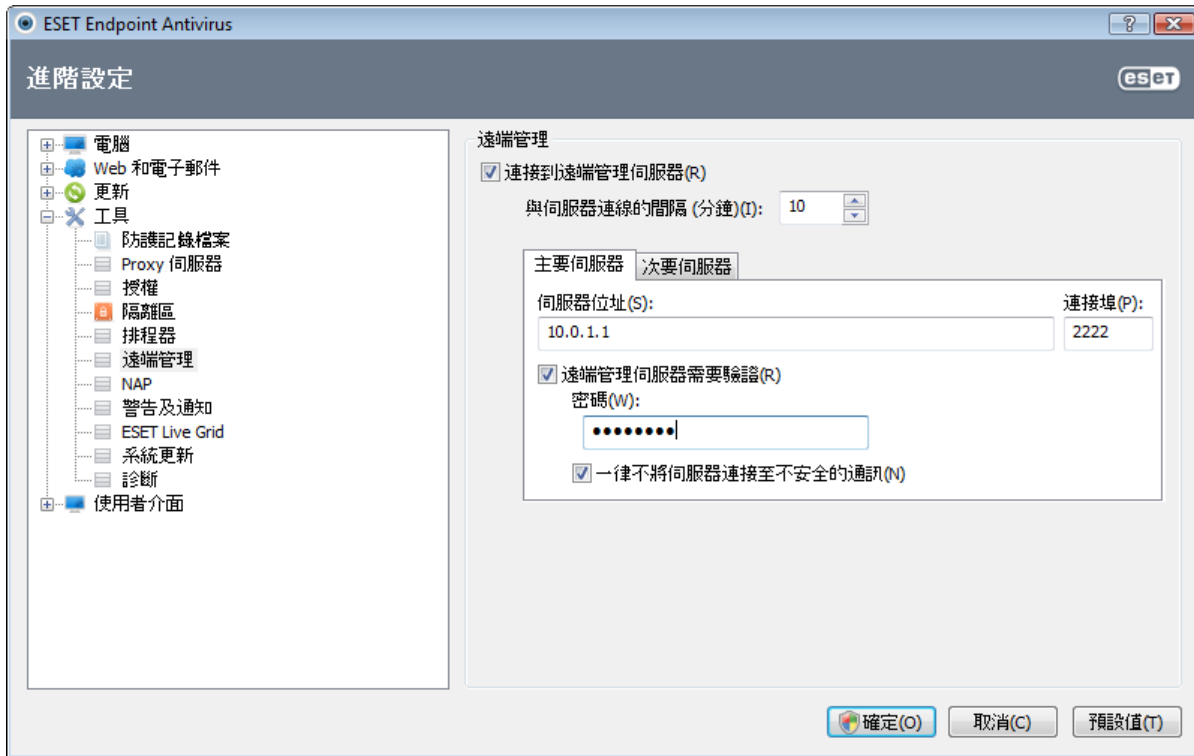 ESET Endpoint Antivirus
進階設定
eseT
電腦
Web 和電子郵件
更新
工具
防護記錄檔案
Proxy 伺服器
授權
隔離區
排程器
遠端管理
NAP
警告及通知
ESET Live Grid
系統更新
診斷
使用者介面
遠端管理
連接到遠端管理伺服器(R)
與伺服器連線的間隔 (分鐘)(I): 10
主要伺服器 次要伺服器
伺服器位址(S): 連接埠(P):
10.0.1.1 2222
遠端管理伺服器需要驗證(R)
密碼(W):
••••••••
一律不將伺服器連接至不安全的通訊(N)
確定(O) 取消(C) 預設值(T)